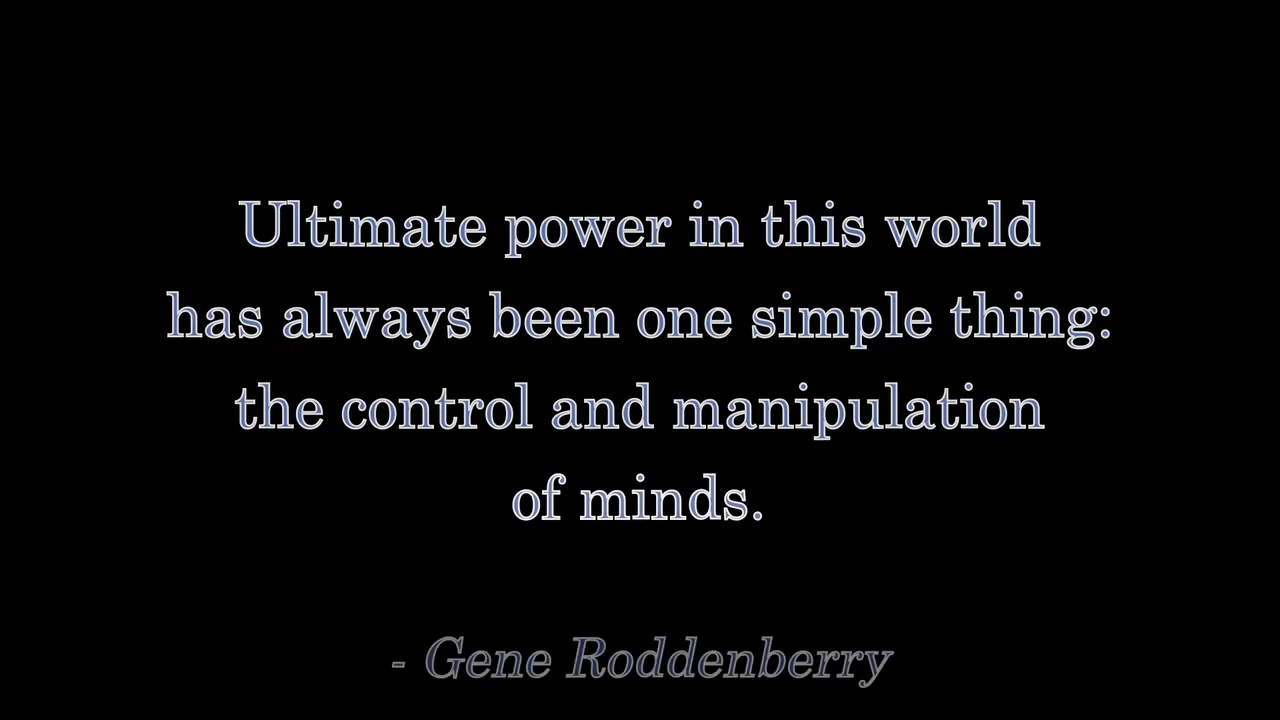 Ultimate power in this world
has always been one simple thing:
the control and manipulation
of minds.
- Gene Roddenberry